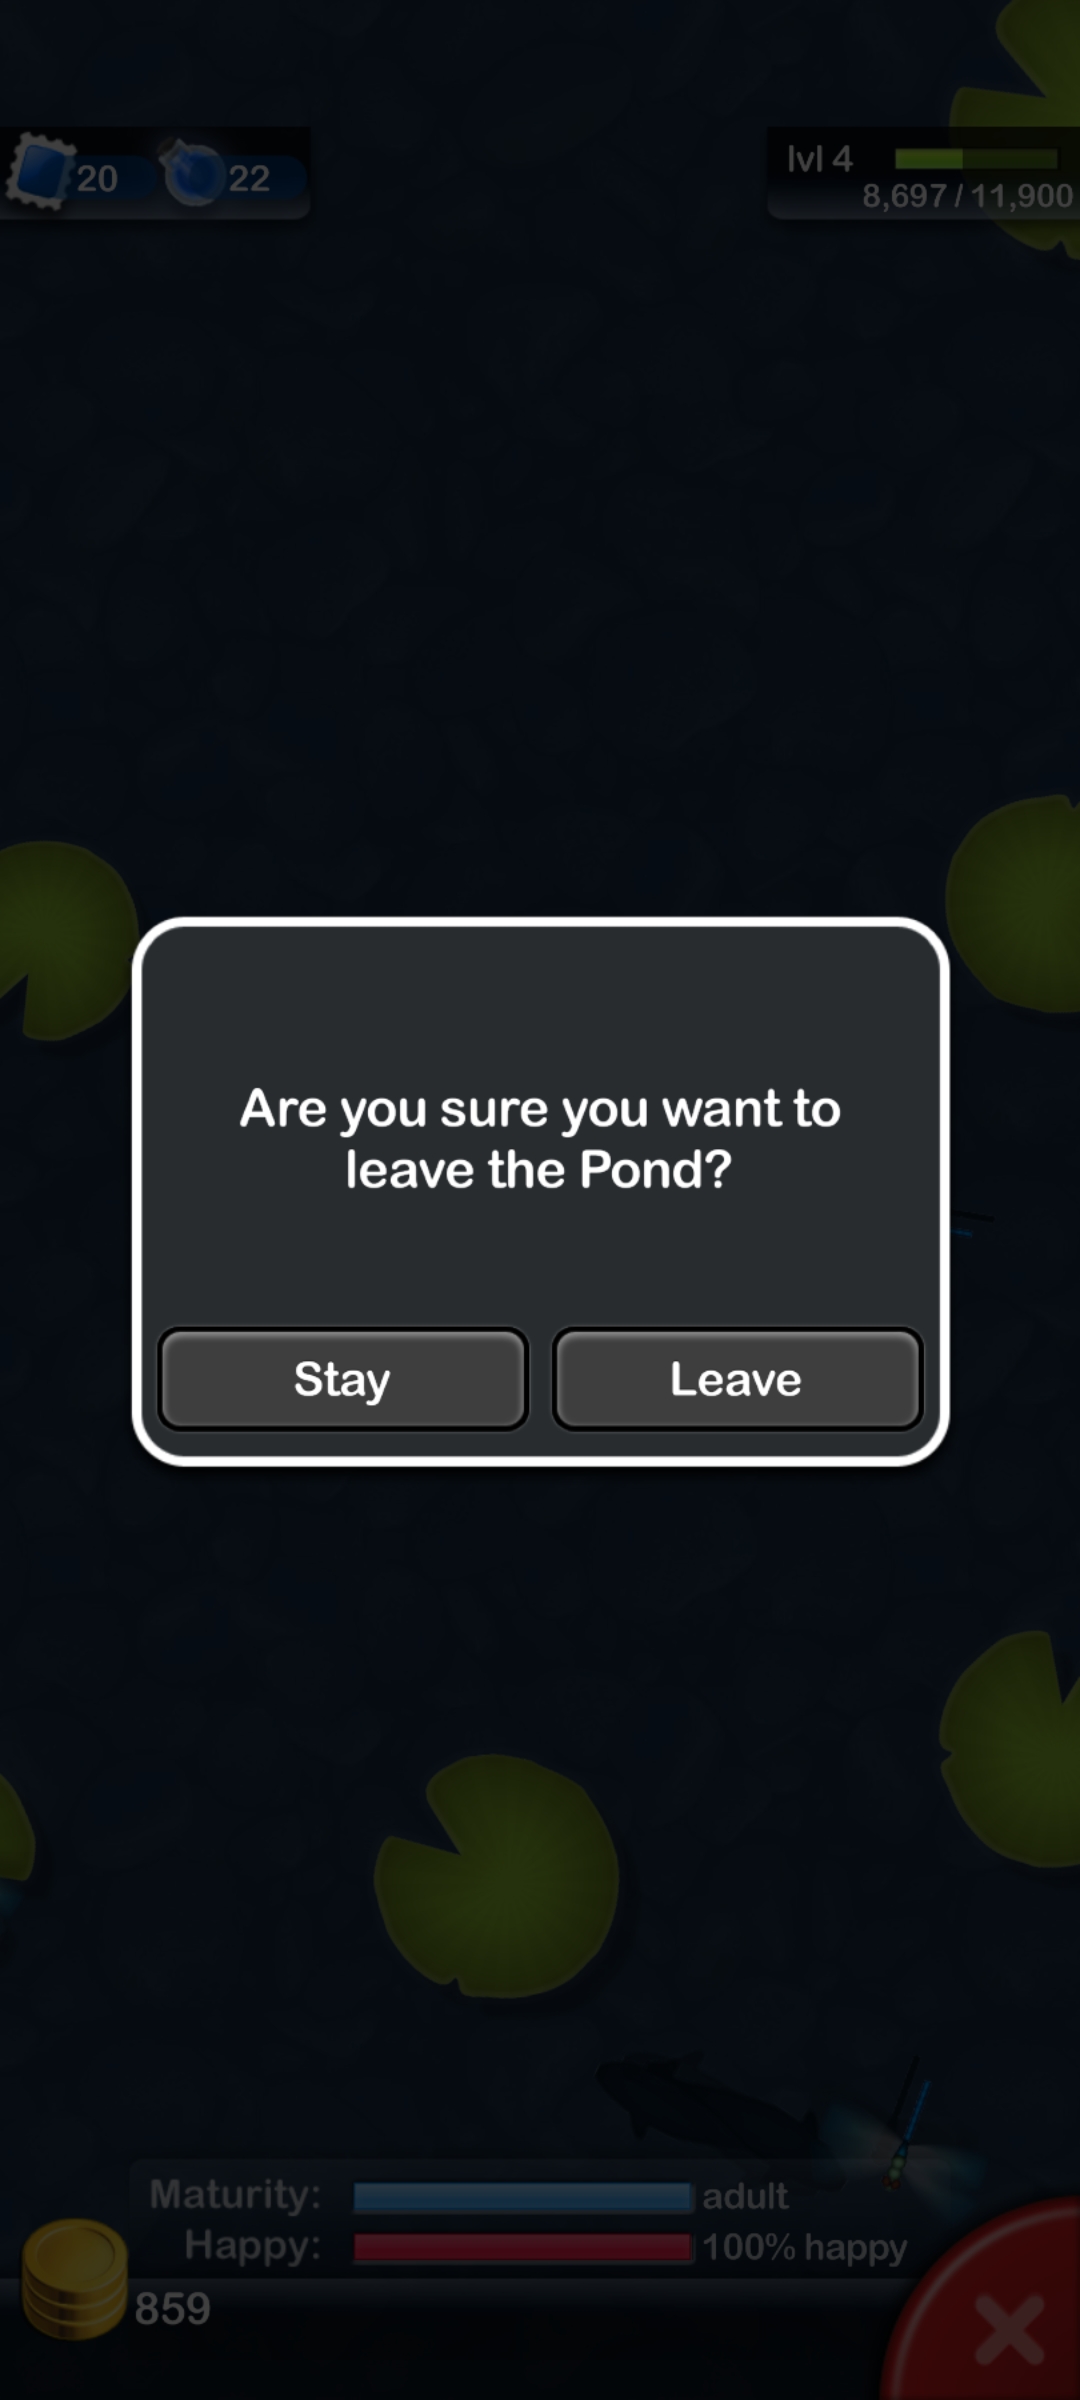 20 22
lvl 4
8,697 / 11,900
Are you sure you want to
leave the Pond?
Stay Leave
Maturity: adult
Happy: 100% happy
859